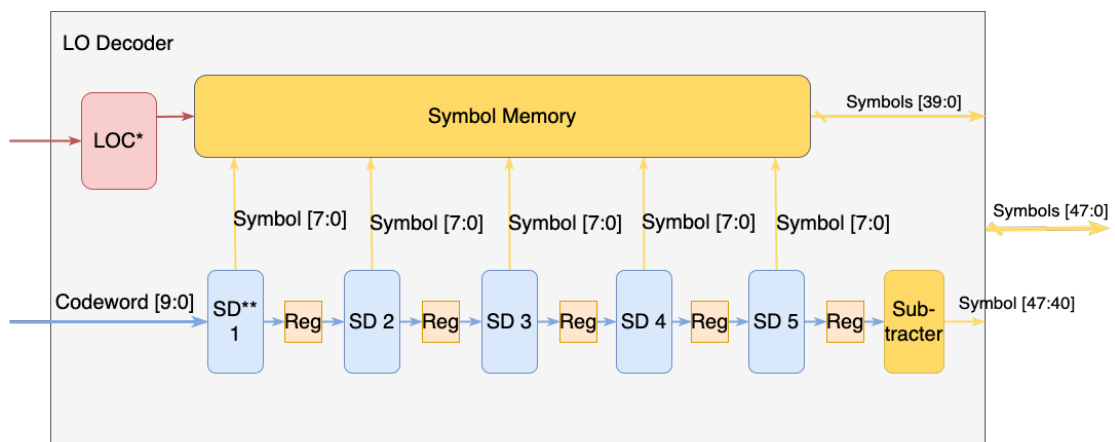 LO Decoder
LOC*
Symbol Memory
Symbols [39:0]
Symbol [7:0]
Symbol [7:0]
Symbol [7:0]
Symbol [7:0]
Symbol [7:0]
Symbols [47:0]
Codeword [9:0]
SD**
1
Reg
SD 2
Reg
SD 3
Reg
SD 4
Reg
SD 5
Reg
Sub-
tracter
Symbol [47:40]